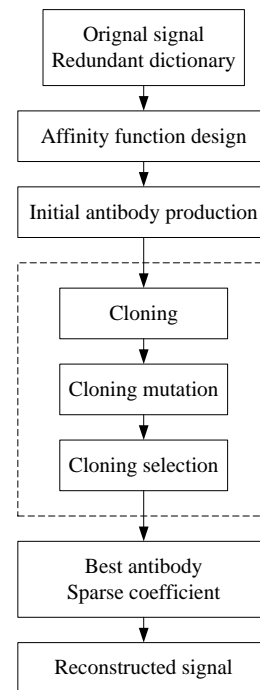 Orignal signal
Redundant dictionary
Affinity function design
Initial antibody production
Cloning
Cloning mutation
Cloning selection
Best antibody
Sparse coefficient
Reconstructed signal